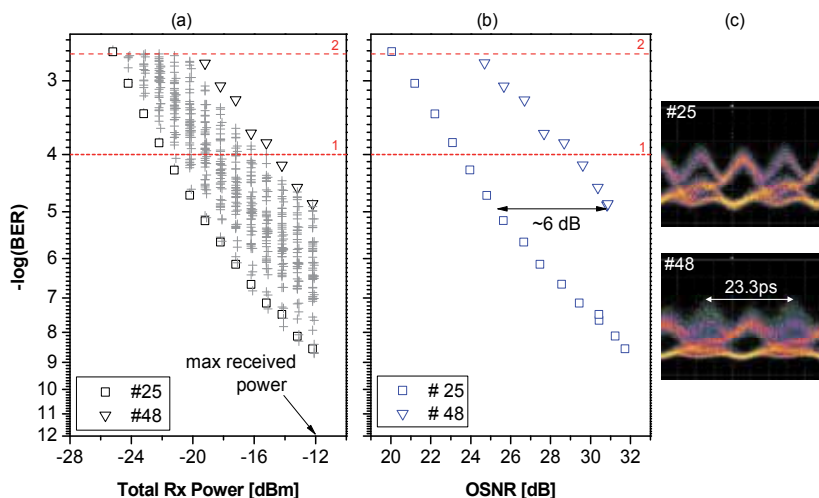 (a)
(b)
(c)
2
2
3
1
1
4
5
6
7
8
9
10
11
12
-log(BER)
~6 dB
max received
power
#25
#48
# 25
# 48
-28 -24 -20 -16 -12
20 22 24 26 28 30 32
Total Rx Power [dBm]
OSNR [dB]
#25
#48
23.3ps